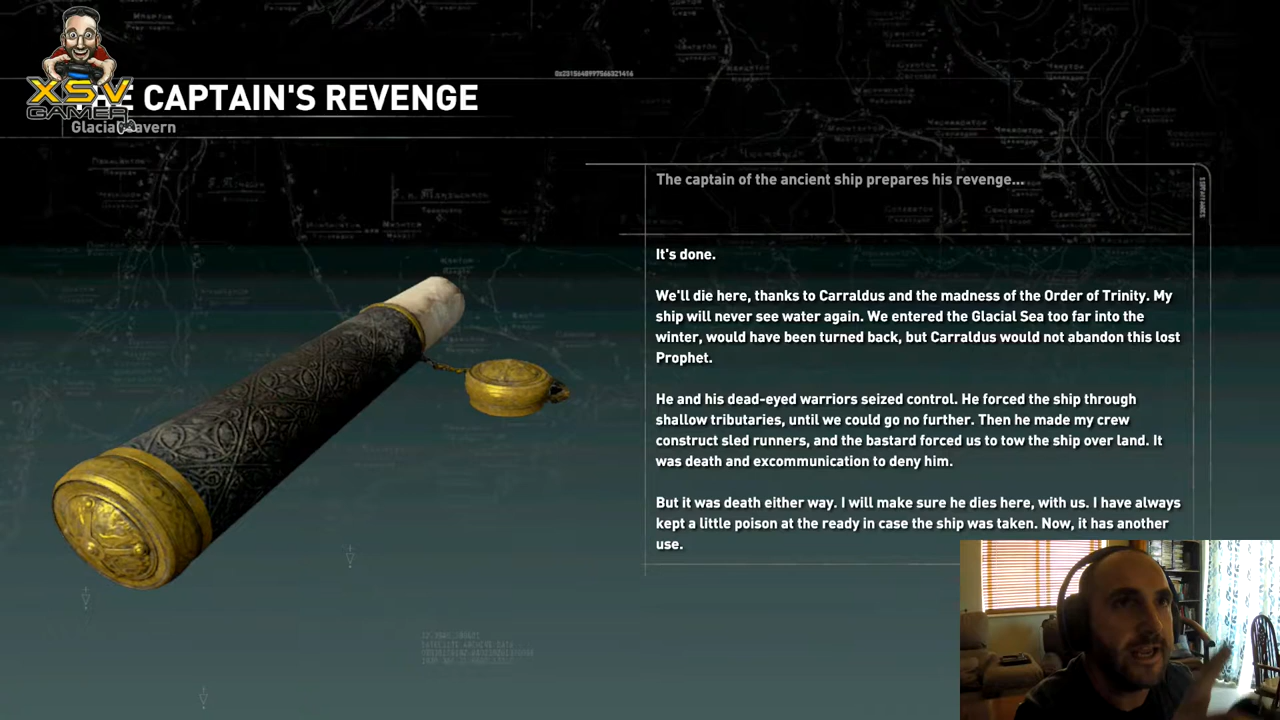 XSV
GAMER
THE CAPTAIN'S REVENGE
Glacial Cavern
The captain of the ancient ship prepares his revenge...
It's done.
We'll die here, thanks to Carraldus and the madness of the Order of Trinity. My
ship will never see water again. We entered the Glacial Sea too far into the
winter, would have been turned back, but Carraldus would not abandon this lost
Prophet.
He and his dead-eyed warriors seized control. He forced the ship through
shallow tributaries, until we could go no further. Then he made my crew
construct sled runners, and the bastard forced us to tow the ship over land. It
was death and excommunication to deny him.
But it was death either way. I will make sure he dies here, with us. I have always
kept a little poison at the ready in case the ship was taken. Now, it has another
use.